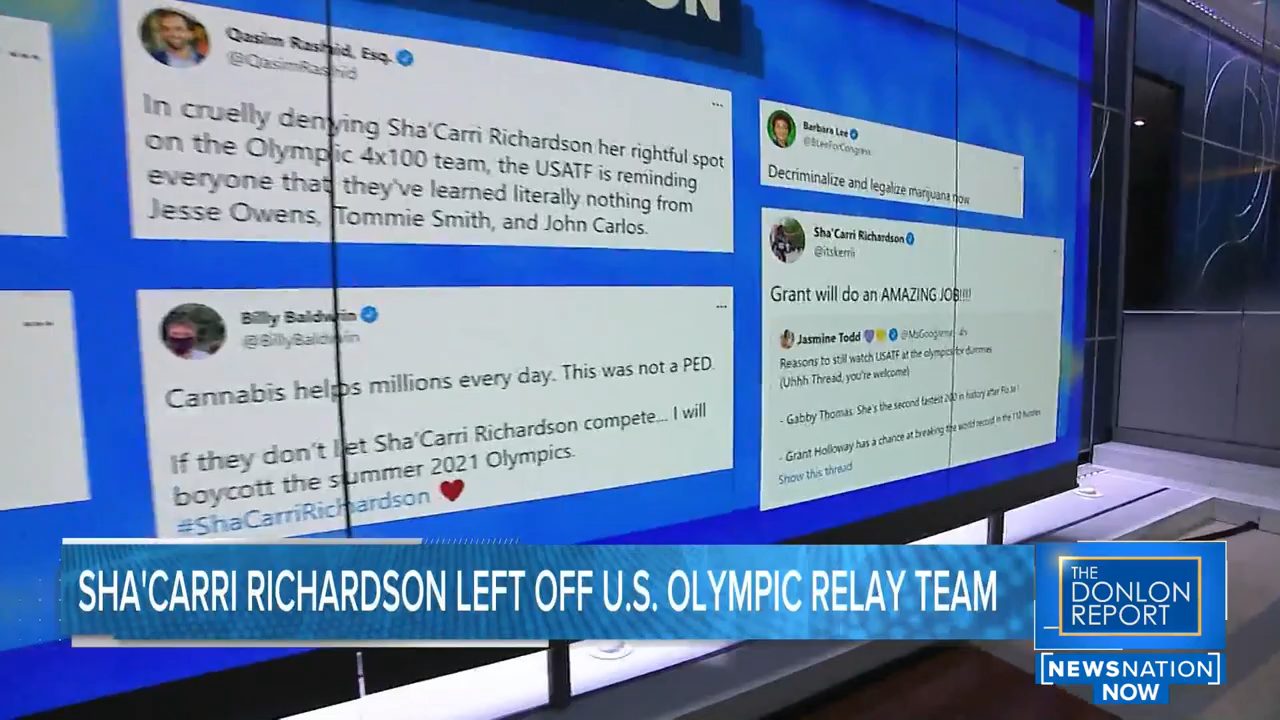 ON
Qasim Rashid, Esq.
@QasimRashid
In cruelly denying Sha'Carri Richardson her rightful spot
on the Olympic 4x100 team, the USATF is reminding
everyone that they've learned literally nothing from
Jesse Owens, Tommie Smith, and John Carlos.
Billy Baldwin
@BillyBaldwin
Cannabis helps millions every day. This was not a PED.
If they don't let Sha'Carri Richardson compete... I will
boycott the summer 2021 Olympics.
#ShaCarriRichardson ❤️
Barbara Lee
@BLeeForCongress
Decriminalize and legalize marijuana now
Sha'Carri Richardson
@itskerrii
Grant will do an AMAZING JOB!!!!
Jasmine Todd 💜💛
Reasons to still watch USATF at the olympics for dummies
(Uhhh Thread, you're welcome)
- Gabby Thomas. She's the second fastest 200 in history after Flo Jo !
- Grant Holloway has a chance at breaking the world record in the 110 hurdles
Show this thread
SHA'CARRI RICHARDSON LEFT OFF U.S. OLYMPIC RELAY TEAM
THE
DONLON
REPORT
NEWSNATION
NOW